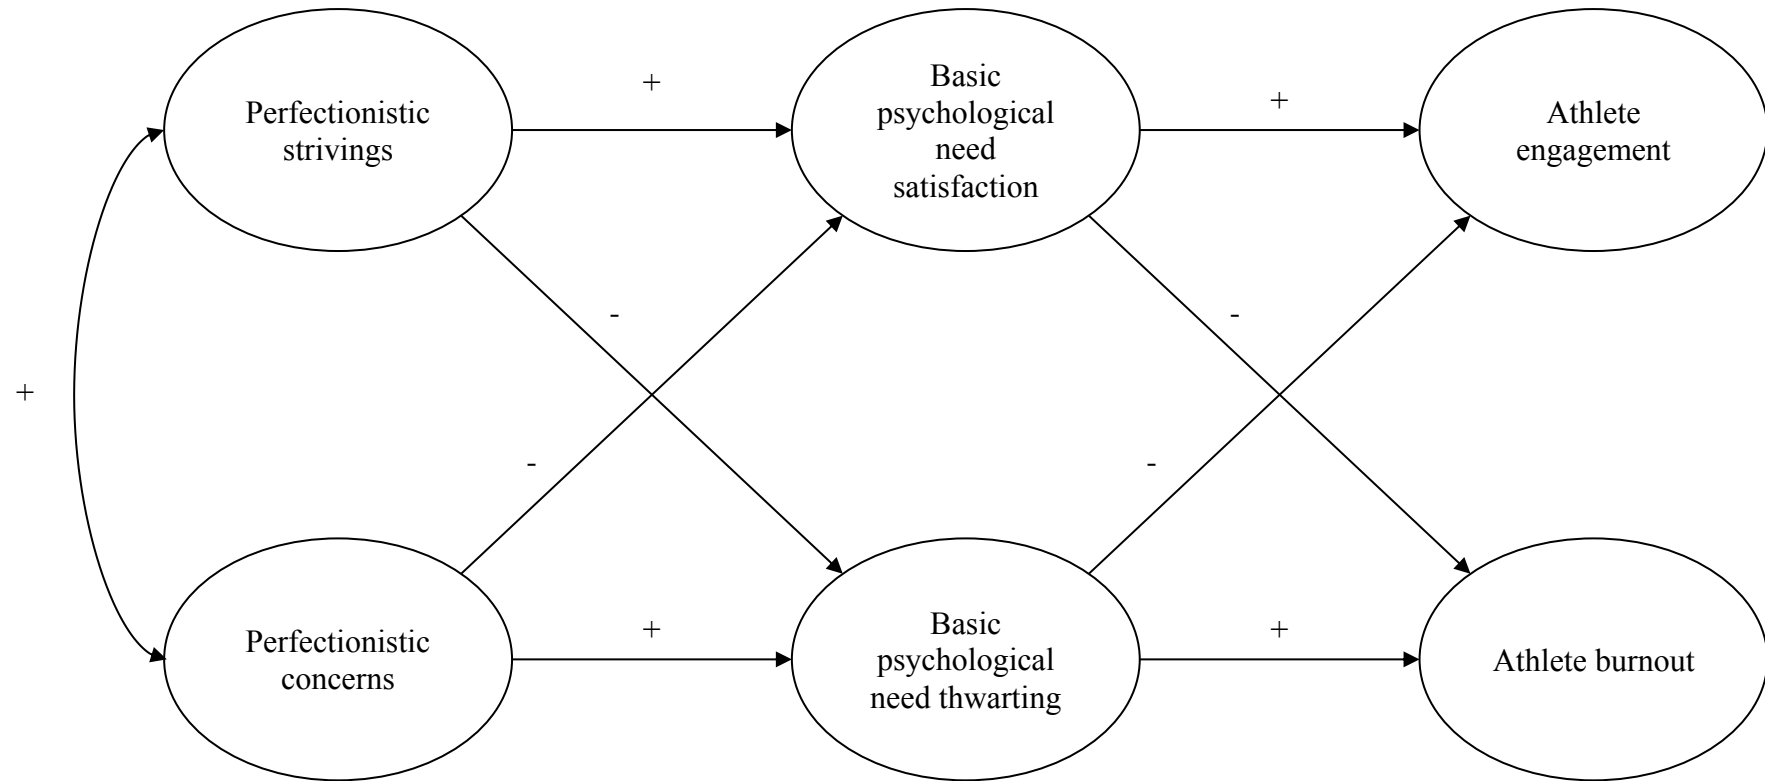 Perfectionistic
strivings
+
Basic
psychological
need
satisfaction
+
Athlete
engagement
-
-
+
-
-
Perfectionistic
concerns
+
Basic
psychological
need thwarting
+
Athlete burnout